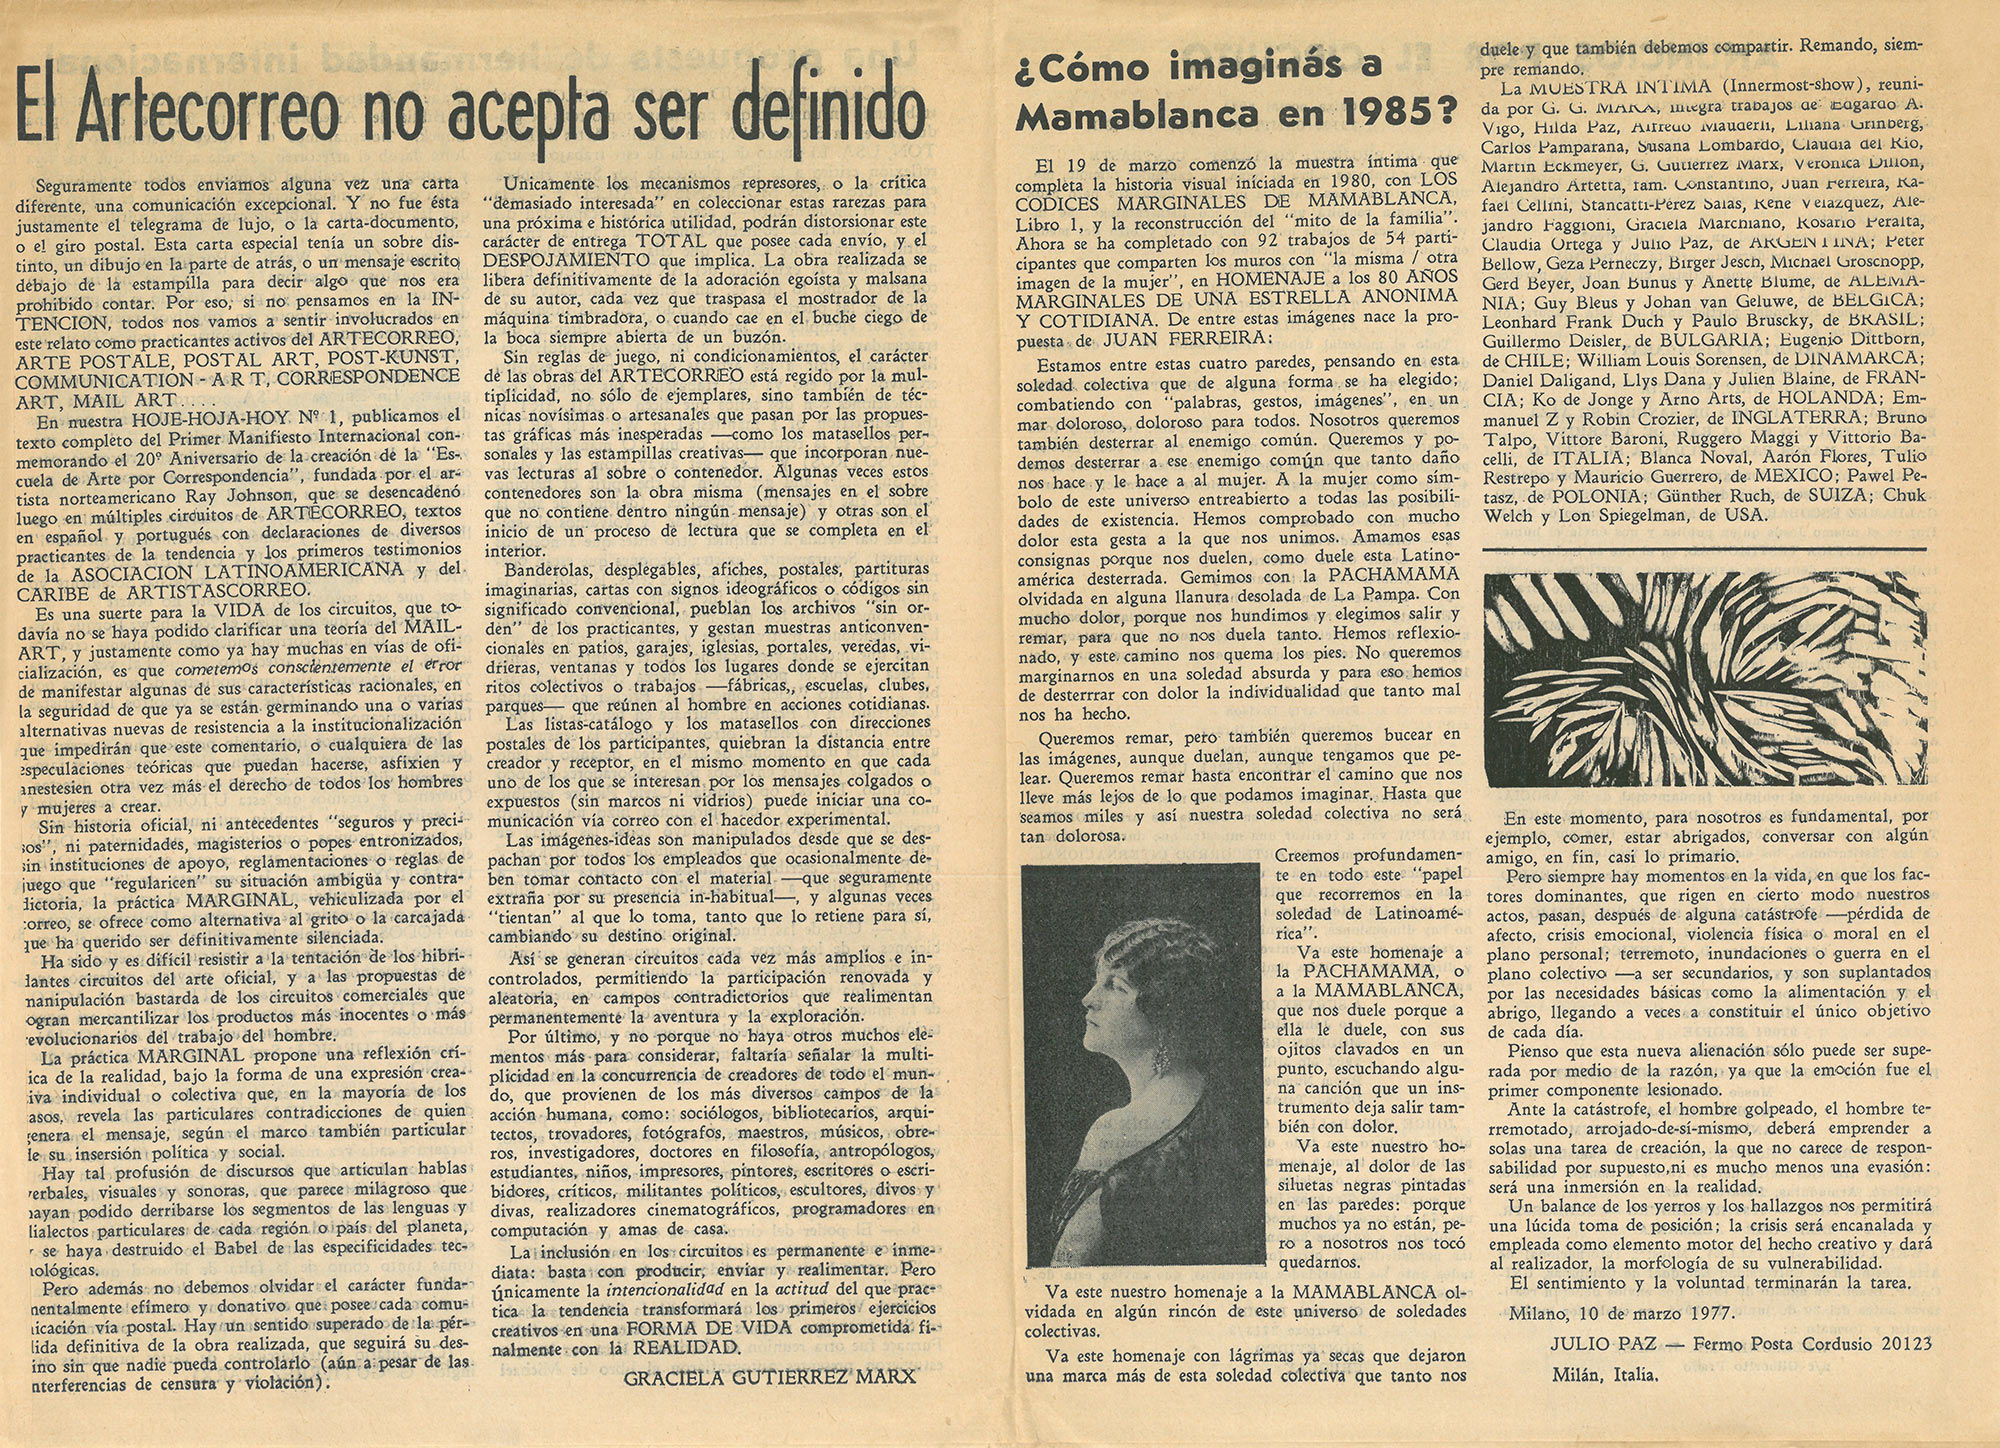 El Artecorreo no acepta ser definido
Seguramente todos enviamos alguna vez una carta
diferente, una comunicación excepcional. Y no fue ésta
justamente el telegrama de lujo, o la carta-documento,
o el giro postal. Esta carta especial tenía un sobre dis-
tinto, un dibujo en la parte de atrás, o un mensaje escrito
debajo de la estampilla para decir algo que nos era
prohibido contar. Por eso, si no pensamos en la IN-
TENCION, todos nos vamos a sentir involucrados en
este relato como practicantes activos del ARTECORREO,
ARTE POSTALE, POSTAL ART, POST-KUNST,
COMMUNICATION - A R T, CORRESPONDENCE
ART, MAIL ART....
En nuestra HOJE-HOJA-HOY Nº 1, publicamos el
texto completo del Primer Manifiesto Internacional con-
memorando el 20º Aniversario de la creación de la "Es-
cuela de Arte por Correspondencia", fundada por el ar-
tista norteamericano Ray Johnson, que se desencadenó
luego en múltiples circuitos de ARTECORREO, textos
en español y portugués con declaraciones de diversos
practicantes de la tendencia y los primeros testimonios
de la ASOCIACION LATINOAMERICANA y del
CARIBE de ARTISTASCORREO.
Es una suerte para la VIDA de los circuitos, que to-
davía no se haya podido clarificar una teoría del MAIL-
ART, y justamente como ya hay muchas en vías de ofi-
cialización, es que cometemos conscientemente el error
de manifestar algunas de sus características racionales, en
la seguridad de que ya se están germinando una o varias
alternativas nuevas de resistencia a la institucionalización
que impedirán que este comentario, o cualquiera de las
especulaciones teóricas que puedan hacerse, asfixien y
anestesien otra vez más el derecho de todos los hombres
y mujeres a crear.
Sin historia oficial, ni antecedentes "seguros y preci-
sos", ni paternidades, magisterios o popes entronizados,
sin instituciones de apoyo, reglamentaciones o reglas de
juego que "regularicen" su situación ambigüa y contra-
dictoria, la práctica MARGINAL, vehiculizada por el
correo, se ofrece como alternativa al grito o la carcajada
que ha querido ser definitivamente silenciada.
Ha sido y es difícil resistir a la tentación de los hibri-
dantes circuitos del arte oficial, y a las propuestas de
manipulación bastarda de los circuitos comerciales que
logran mercantilizar los productos más inocentes o más
revolucionarios del trabajo del hombre.
La práctica MARGINAL propone una reflexión crí-
tica de la realidad, bajo la forma de una expresión crea-
tiva individual o colectiva que, en la mayoría de los
casos, revela las particulares contradicciones de quien
genera el mensaje, según el marco también particular
de su insersión política y social.
Hay tal profusión de discursos que articulan hablas
verbales, visuales y sonoras, que parece milagroso que
hayan podido derribarse los segmentos de las lenguas y
dialectos particulares de cada región o país del planeta,
y se haya destruido el Babel de las especificidades tec-
nológicas.
Pero además no debemos olvidar el carácter funda-
mentalmente efímero y donativo que posee cada comu-
nicación vía postal. Hay un sentido superado de la pér-
dida definitiva de la obra realizada, que seguirá su des-
tino sin que nadie pueda controlarlo (aún a pesar de las
interferencias de censura y violación).
Unicamente los mecanismos represores, o la crítica
"demasiado interesada" en coleccionar estas rarezas para
una próxima e histórica utilidad, podrán distorsionar este
carácter de entrega TOTAL que posee cada envío, y el
DESPOJAMIENTO que implica. La obra realizada se
libera definitivamente de la adoración egoísta y malsana
de su autor, cada vez que traspasa el mostrador de la
máquina timbradora, o cuando cae en el buche ciego de
la boca siempre abierta de un buzón.
Sin reglas de juego, ni condicionamientos, el carácter
de las obras del ARTECORREO está regido por la mul-
tiplicidad, no sólo de ejemplares, sino también de téc-
nicas novísimas o artesanales que pasan por las propues-
tas gráficas más inesperadas —como los matasellos per-
sonales y las estampillas creativas— que incorporan nue-
vas lecturas al sobre o contenedor. Algunas veces estos
contenedores son la obra misma (mensajes en el sobre
que no contiene dentro ningún mensaje) y otras son el
inicio de un proceso de lectura que se completa en el
interior.
Banderolas, desplegables, afiches, postales, partituras
imaginarias, cartas con signos ideográficos o códigos sin
significado convencional, pueblan los archivos "sin or-
den" de los practicantes, y gestan muestras anticonven-
cionales en patios, garajes, iglesias, portales, veredas, vi-
drieras, ventanas y todos los lugares donde se ejercitan
ritos colectivos o trabajos —fábricas,, escuelas, clubes,
parques— que reúnen al hombre en acciones cotidianas.
Las listas-catálogo y los matasellos con direcciones
postales de los participantes, quiebran la distancia entre
creador y receptor, en el mismo momento en que cada
uno de los que se interesan por los mensajes colgados o
expuestos (sin marcos ni vidrios) puede iniciar una co-
municación vía correo con el hacedor experimental.
Las imágenes-ideas son manipulados desde que se des-
pachan por todos los empleados que ocasionalmente de-
ben tomar contacto con el material —que seguramente
extraña por su presencia in-habitual—, y algunas veces
"tientan" al que lo toma, tanto que lo retiene para sí,
cambiando su destino original.
Así se generan circuitos cada vez más amplios e in-
controlados, permitiendo la participación renovada y
aleatoria, en campos contradictorios que realimentan
permanentemente la aventura y la exploración.
Por último, y no porque no haya otros muchos ele-
mentos más para considerar, faltaría señalar la multi-
plicidad en la concurrencia de creadores de todo el mun-
do, que provienen de los más diversos campos de la
acción humana, como: sociólogos, bibliotecarios, arqui-
tectos, trovadores, fotógrafos, maestros, músicos, obre-
ros, investigadores, doctores en filosofía, antropólogos,
estudiantes, niños, impresores, pintores, escritores o escri-
bidores, críticos, militantes políticos, escultores, divos y
divas, realizadores cinematográficos, programadores en
computación y amas de casa.
La inclusión en los circuitos es permanente e inme-
diata: basta con producir, enviar y realimentar. Pero
únicamente la intencionalidad en la actitud del que prac-
tica la tendencia transformará los primeros ejercicios
creativos en una FORMA DE VIDA comprometida fi-
nalmente con la REALIDAD.
GRACIELA GUTIERREZ MARX
¿Cómo imaginás a
Mamablanca en 1985?
El 19 de marzo comenzó la muestra íntima que
completa la historia visual iniciada en 1980, con LOS
CODICES MARGINALES DE MAMABLANCA,
Libro 1, y la reconstrucción del "mito de la familia".
Ahora se ha completado con 92 trabajos de 54 parti-
cipantes que comparten los muros con "la misma / otra
imagen de la mujer", en HOMENAJE a los 80 AÑOS
MARGINALES DE UNA ESTRELLA ANONIMA
Y COTIDIANA. De entre estas imágenes nace la pro-
puesta de JUAN FERREIRA:
Estamos entre estas cuatro paredes, pensando en esta
soledad colectiva que de alguna forma se ha elegido;
combatiendo con "palabras, gestos, imágenes", en un
mar doloroso, doloroso para todos. Nosotros queremos
también desterrar al enemigo común. Queremos y po-
demos desterrar a ese enemigo común que tanto daño
nos hace y le hace a al mujer. A la mujer como sím-
bolo de este universo entreabierto a todas las posibili-
dades de existencia. Hemos comprobado con mucho
dolor esta gesta a la que nos unimos. Amamos esas
consignas porque nos duelen, como duele esta Latino-
américa desterrada. Gemimos con la PACHAMAMA
olvidada en alguna llanura desolada de La Pampa. Con
mucho dolor, porque nos hundimos y elegimos salir y
remar, para que no nos duela tanto. Hemos reflexio-
nado, y este camino nos quema los pies. No queremos
marginarnos en una soledad absurda y para eso hemos
de desterrrar con dolor la individualidad que tanto mal
nos ha hecho.
Queremos remar, pero también queremos bucear en
las imágenes, aunque duelan, aunque tengamos que pe-
lear. Queremos remar hasta encontrar el camino que nos
lleve más lejos de lo que podamos imaginar. Hasta que
seamos miles y así nuestra soledad colectiva no será
tan dolorosa.
Creemos profundamen-
te en todo este "papel
que recorremos en la
soledad de Latinoamé-
rica".
Va este homenaje a
la PACHAMAMA, o
a la MAMABLANCA,
que nos duele porque a
ella le duele, con sus
ojitos clavados en un
punto, escuchando algu-
na canción que un ins-
trumento deja salir tam-
bién con dolor.
Va este nuestro ho-
menaje, al dolor de las
siluetas negras pintadas
en las paredes: porque
muchos ya no están, pe-
ro a nosotros nos tocó
quedarnos.
Va este nuestro homenaje a la MAMABLANCA ol-
vidada en algún rincón de este universo de soledades
colectivas.
Va este homenaje con lágrimas ya secas que dejaron
una marca más de esta soledad colectiva que tanto nos
duele y que también debemos compartir. Remando, siem-
pre remando.
La MUESTRA INTIMA (Innermost-show), reuni-
da por G. G. MARX, integra trabajos de: Edgardo A.
Vigo, Hilda Paz, Alfredo Mauderli, Liliana Grinberg,
Carlos Pamparana, Susana Lombardo, Claudia del Río,
Martín Eckmeyer, G. Gutiérrez Marx, Verónica Dillon,
Alejandro Artetta, fam. Constantino, Juan Ferreira, Ra-
fael Cellini, Stancatti-Pérez Salas, René Velázquez, Ale-
jandro Faggioni, Graciela Marchiano, Rosario Peralta,
Claudia Ortega y Julio Paz, de ARGENTINA; Peter
Bellow, Geza Perneczy, Birger Jesch, Michael Groschopp,
Gerd Beyer, Joan Bunus y Anette Blume, de ALEMA-
NIA; Guy Bleus y Johan van Geluwe, de BELGICA;
Leonhard Frank Duch y Paulo Bruscky, de BRASIL;
Guillermo Deisler, de BULGARIA; Eugenio Dittborn,
de CHILE; William Louis Sorensen, de DINAMARCA;
Daniel Daligand, Llys Dana y Julien Blaine, de FRAN-
CIA; Ko de Jonge y Arno Arts, de HOLANDA; Em-
manuel Z y Robin Crozier, de INGLATERRA; Bruno
Talpo, Vittore Baroni, Ruggero Maggi y Vittorio Ba-
celli, de ITALIA; Blanca Noval, Aarón Flores, Tulio
Restrepo y Mauricio Guerrero, de MEXICO; Pawel Pe-
tasz, de POLONIA; Günther Ruch, de SUIZA; Chuk
Welch y Lon Spiegelman, de USA.
En este momento, para nosotros es fundamental, por
ejemplo, comer, estar abrigados, conversar con algún
amigo, en fin, casi lo primario.
Pero siempre hay momentos en la vida, en que los fac-
tores dominantes, que rigen en cierto modo nuestros
actos, pasan, después de alguna catástrofe —pérdida de
afecto, crisis emocional, violencia física o moral en el
plano personal; terremoto, inundaciones o guerra en el
plano colectivo —a ser secundarios, y son suplantados
por las necesidades básicas como la alimentación y el
abrigo, llegando a veces a constituir el único objetivo
de cada día.
Pienso que esta nueva alienación sólo puede ser supe-
rada por medio de la razón, ya que la emoción fue el
primer componente lesionado.
Ante la catástrofe, el hombre golpeado, el hombre te-
rremotado, arrojado-de-sí-mismo, deberá emprender a
solas una tarea de creación, la que no carece de respon-
sabilidad por supuesto,ni es mucho menos una evasión:
será una inmersión en la realidad.
Un balance de los yerros y los hallazgos nos permitirá
una lúcida toma de posición; la crisis será encanalada y
empleada como elemento motor del hecho creativo y dará
al realizador, la morfología de su vulnerabilidad.
El sentimiento y la voluntad terminarán la tarea.
Milano, 10 de marzo 1977.
JULIO PAZ — Fermo Posta Cordusio 20123
Milán, Italia.